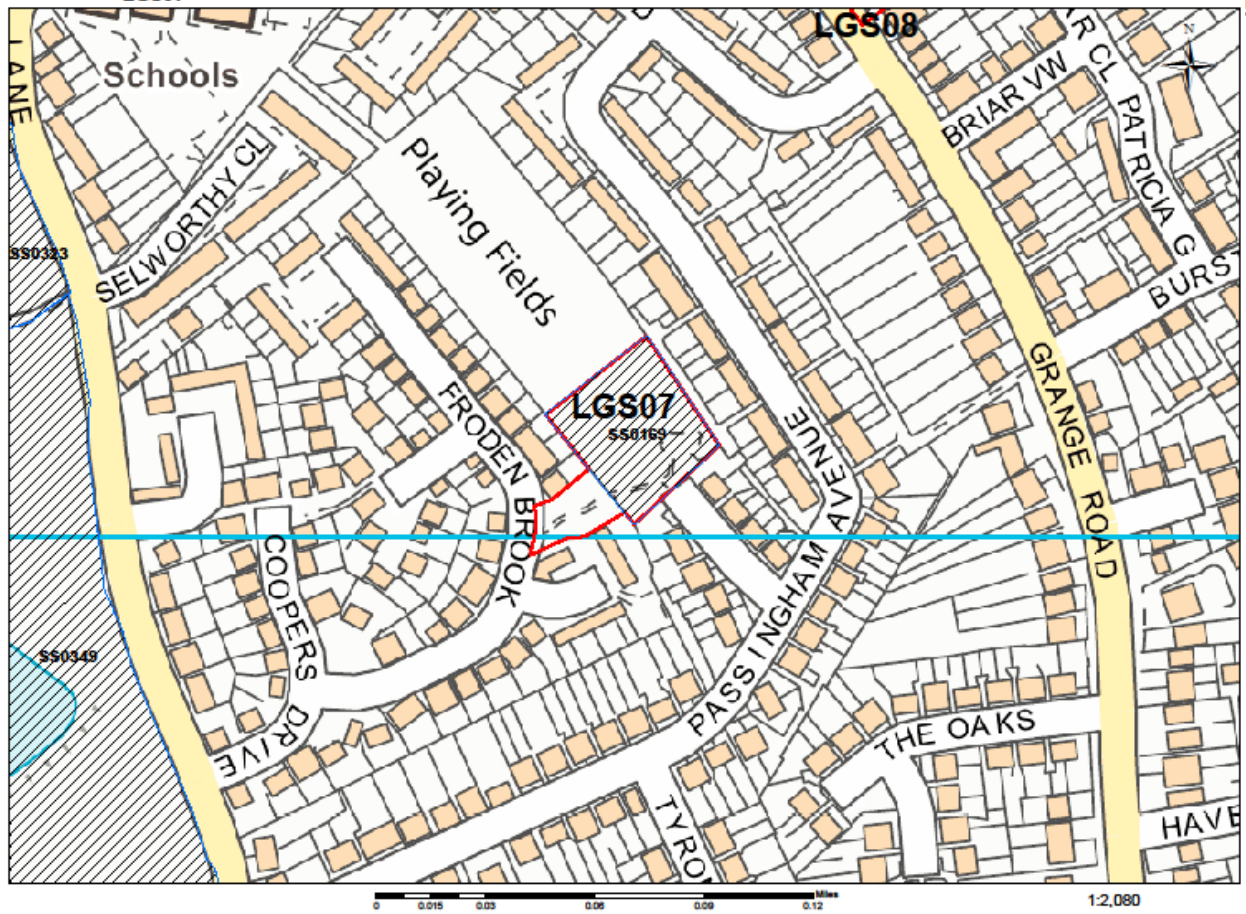 LGS08
N
LANE
Schools
BRIAR VW
AR CL
PATRICIA G
Playing Fields
SELWORTHY CL
SS0323
BURS
GRANGE ROAD
LGS07
SS0169
FRODEN BROOK
AVENUE
PASSINGHAM
COOPERS
DRIVE
SS0349
THE OAKS
TYRO
HAVE
Miles
0 0.015 0.03 0.06 0.09 0.12
1:2,080